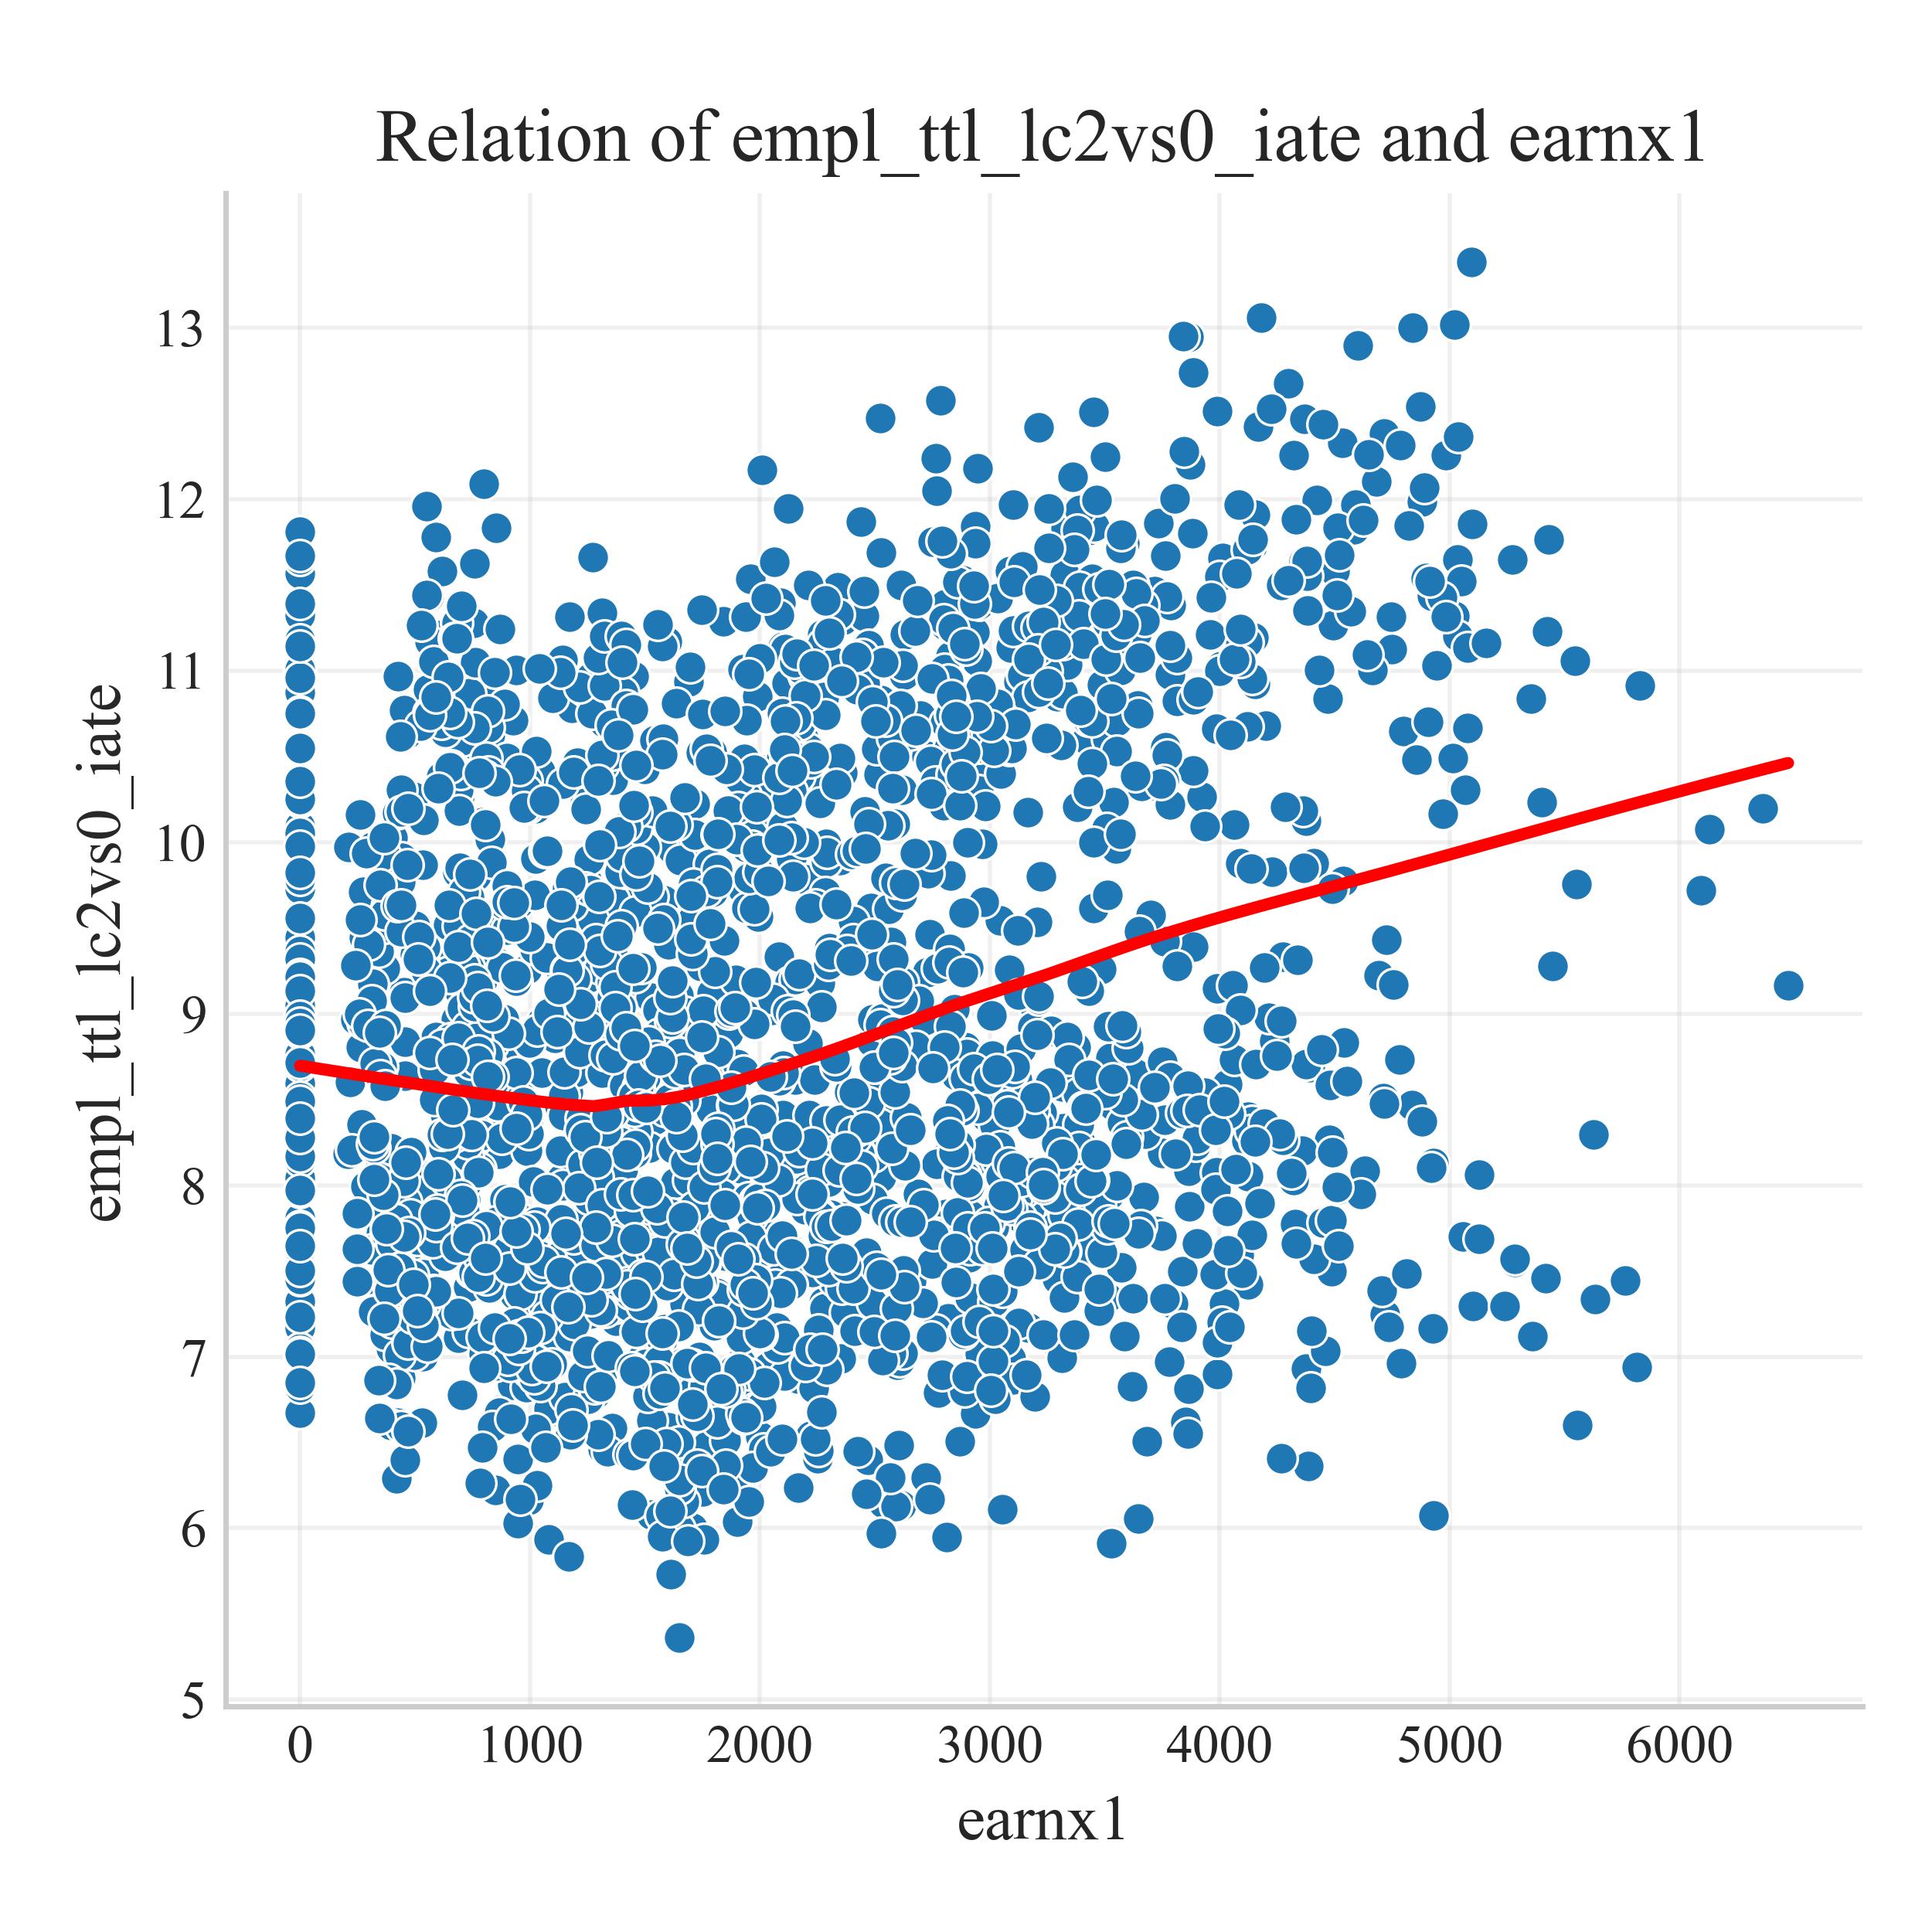 Relation of empl_ttl_lc2vs0_iate and earnx1
13
12
11
10
9
8
7
6
5
empl_ttl_lc2vs0_iate
0 1000 2000 3000 4000 5000 6000
earnx1